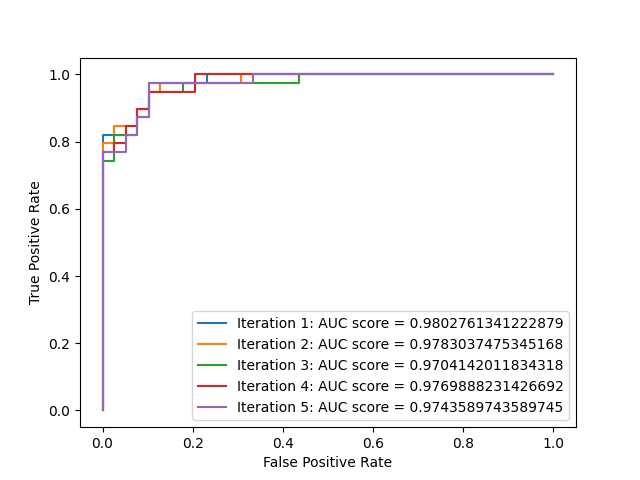 1.0
0.8
0.6
0.4
0.2
0.0
True Positive Rate
Iteration 1: AUC score = 0.9802761341222879
Iteration 2: AUC score = 0.9783037475345168
Iteration 3: AUC score = 0.9704142011834318
Iteration 4: AUC score = 0.9769888231426692
Iteration 5: AUC score = 0.9743589743589745
0.0 0.2 0.4 0.6 0.8 1.0
False Positive Rate